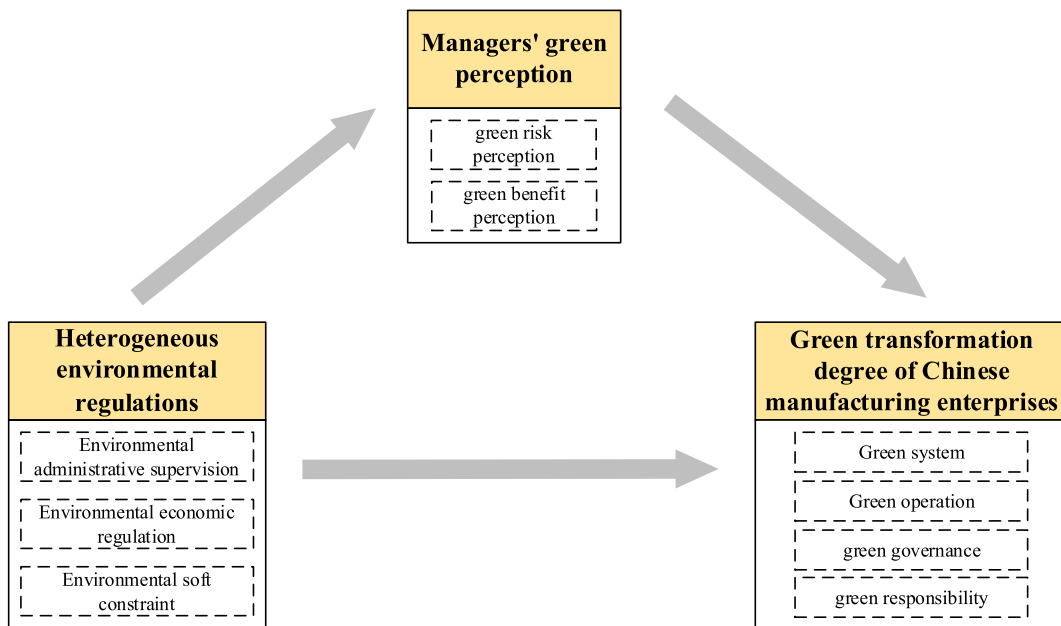 Managers' green
perception
green risk
perception
green benefit
perception
Heterogeneous
environmental
regulations
Environmental
administrative supervision
Environmental economic
regulation
Environmental soft
constraint
Green transformation
degree of Chinese
manufacturing enterprises
Green system
Green operation
green governance
green responsibility